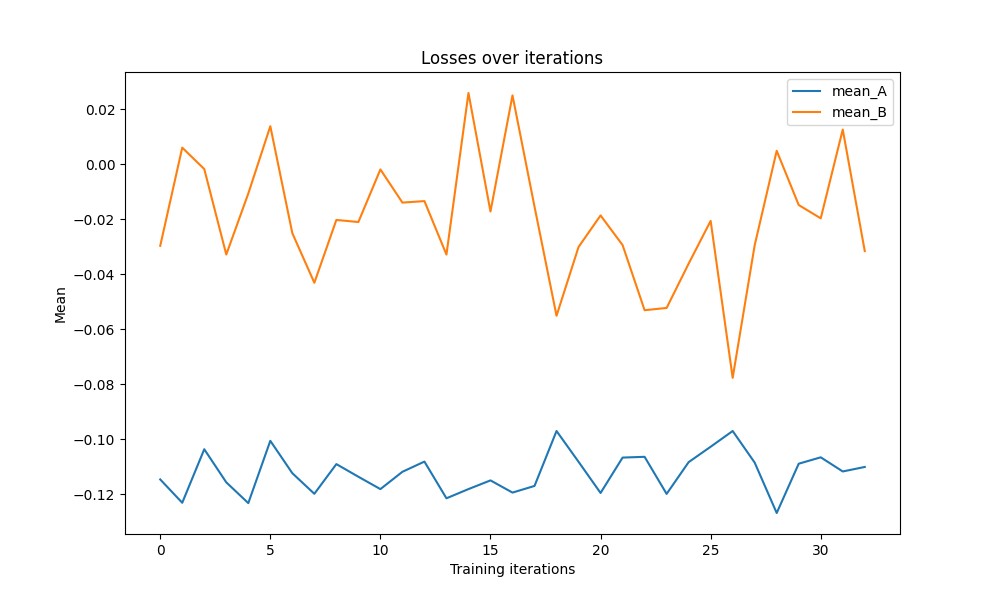 Losses over iterations
mean_A
mean_B
0.02
0.00
−0.02
−0.04
−0.06
−0.08
−0.10
−0.12
Mean
0 5 10 15 20 25 30
Training iterations